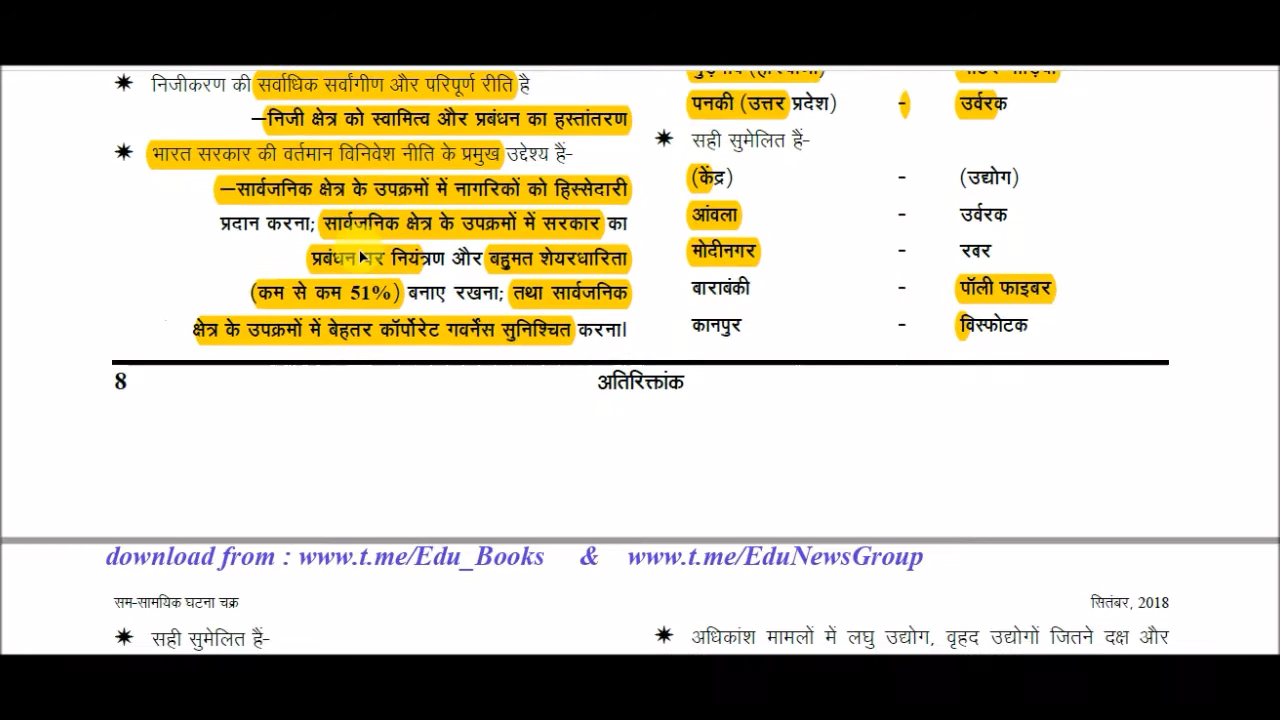 ✷ निजीकरण की सर्वाधिक सर्वांगीण और परिपूर्ण रीति है
–निजी क्षेत्र को स्वामित्व और प्रबंधन का हस्तांतरण
✷ भारत सरकार की वर्तमान विनिवेश नीति के प्रमुख उद्देश्य हैं-
–सार्वजनिक क्षेत्र के उपक्रमों में नागरिकों को हिस्सेदारी
प्रदान करना; सार्वजनिक क्षेत्र के उपक्रमों में सरकार का
प्रबंधन पर नियंत्रण और बहुमत शेयरधारिता
(कम से कम 51%) बनाए रखना; तथा सार्वजनिक
क्षेत्र के उपक्रमों में बेहतर कॉर्पोरेट गवर्नेंस सुनिश्चित करना।
पनकी (उत्तर प्रदेश) - उर्वरक
✷ सही सुमेलित हैं-
(केंद्र) - (उद्योग)
आंवला - उर्वरक
मोदीनगर - रबर
बाराबंकी - पॉली फाइबर
कानपुर - विस्फोटक
8 अतिरिक्तांक
download from : www.t.me/Edu_Books & www.t.me/EduNewsGroup
सम-सामयिक घटना चक्र सितंबर, 2018
✷ सही सुमेलित हैं-
✷ अधिकांश मामलों में लघु उद्योग, वृहद उद्योगों जितने दक्ष और